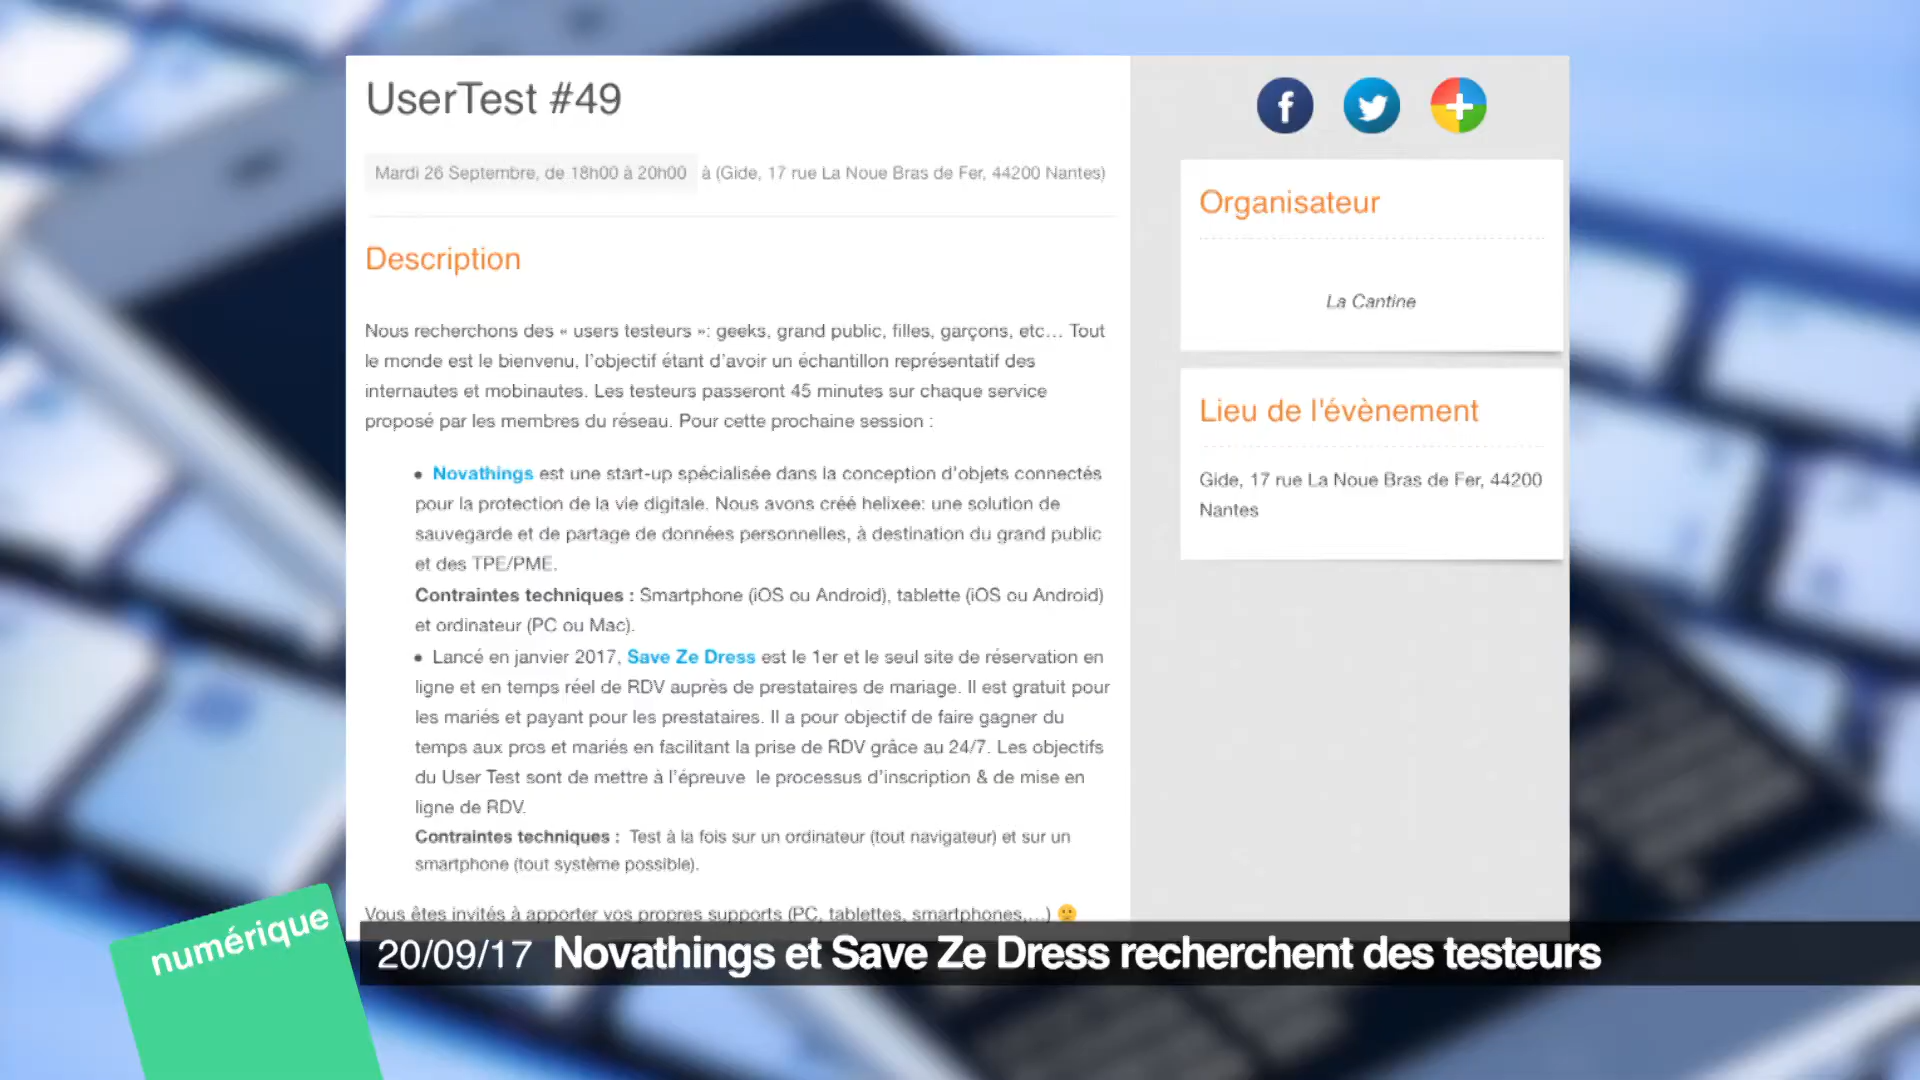 UserTest #49
Mardi 26 Septembre, de 18h00 à 20h00 à (Gide, 17 rue La Noue Bras de Fer, 44200 Nantes)
Description
Nous recherchons des « users testeurs »: geeks, grand public, filles, garçons, etc… Tout
le monde est le bienvenu, l'objectif étant d'avoir un échantillon représentatif des
internautes et mobinautes. Les testeurs passeront 45 minutes sur chaque service
proposé par les membres du réseau. Pour cette prochaine session :
• Novathings est une start-up spécialisée dans la conception d'objets connectés
pour la protection de la vie digitale. Nous avons créé helixee: une solution de
sauvegarde et de partage de données personnelles, à destination du grand public
et des TPE/PME.
Contraintes techniques : Smartphone (iOS ou Android), tablette (iOS ou Android)
et ordinateur (PC ou Mac).
• Lancé en janvier 2017, Save Ze Dress est le 1er et le seul site de réservation en
ligne et en temps réel de RDV auprès de prestataires de mariage. Il est gratuit pour
les mariés et payant pour les prestataires. Il a pour objectif de faire gagner du
temps aux pros et mariés en facilitant la prise de RDV grâce au 24/7. Les objectifs
du User Test sont de mettre à l'épreuve le processus d'inscription & de mise en
ligne de RDV.
Contraintes techniques : Test à la fois sur un ordinateur (tout navigateur) et sur un
smartphone (tout système possible).
Vous êtes invités à apporter vos propres supports (PC, tablettes, smartphones,…)
Organisateur
La Cantine
Lieu de l'évènement
Gide, 17 rue La Noue Bras de Fer, 44200
Nantes
numérique
20/09/17 Novathings et Save Ze Dress recherchent des testeurs